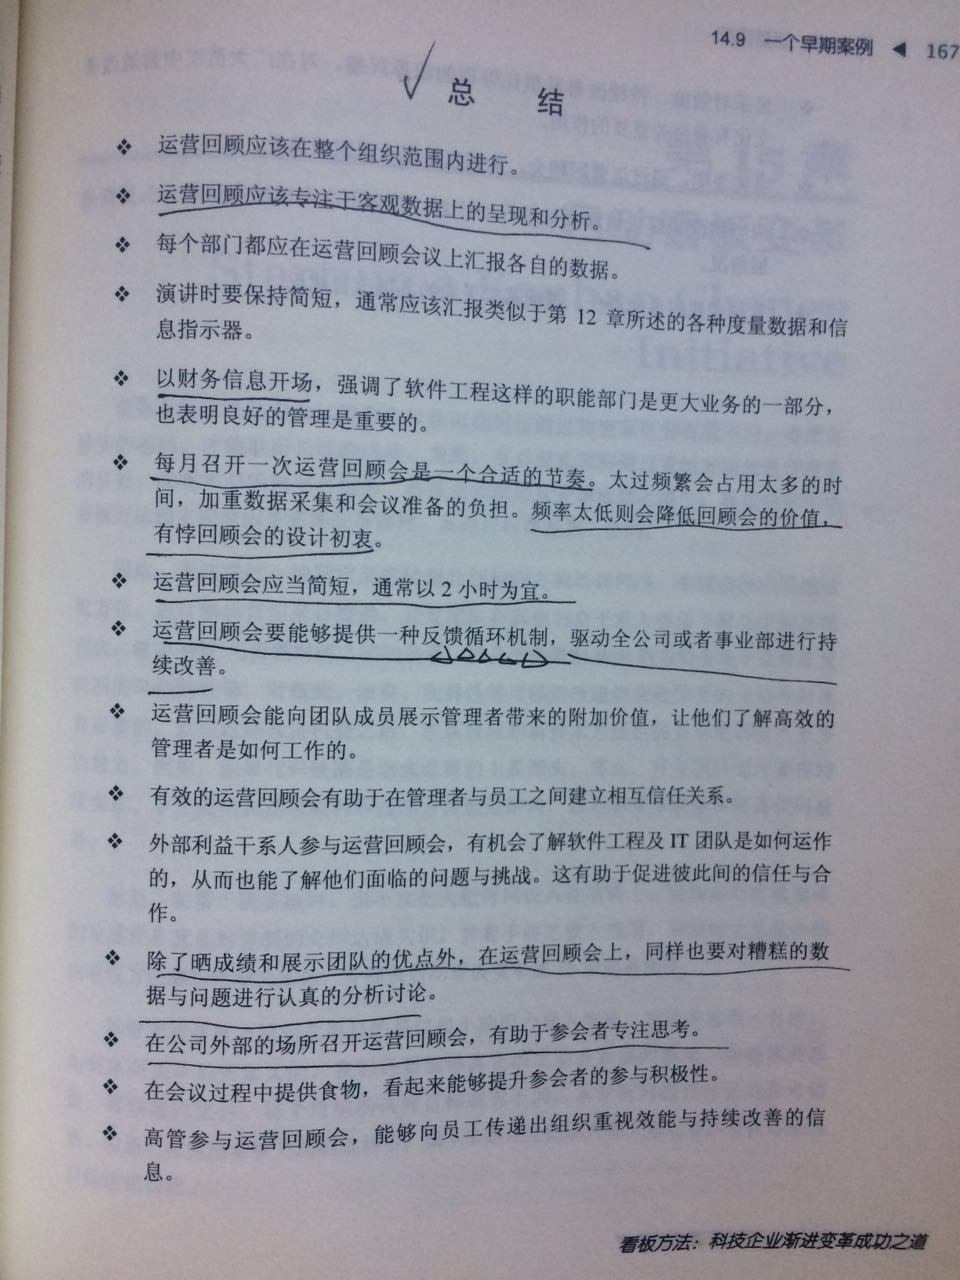 14.9 一个早期案例 ◀ 167
总 结
❖ 运营回顾应该在整个组织范围内进行。
❖ 运营回顾应该专注于客观数据上的呈现和分析。
❖ 每个部门都应在运营回顾会议上汇报各自的数据。
❖ 演讲时要保持简短，通常应该汇报类似于第 12 章所述的各种度量数据和信
息指示器。
❖ 以财务信息开场，强调了软件工程这样的职能部门是更大业务的一部分，
也表明良好的管理是重要的。
❖ 每月召开一次运营回顾会是一个合适的节奏。太过频繁会占用太多的时
间，加重数据采集和会议准备的负担。频率太低则会降低回顾会的价值，
有悖回顾会的设计初衷。
❖ 运营回顾会应当简短，通常以 2 小时为宜。
❖ 运营回顾会要能够提供一种反馈循环机制，驱动全公司或者事业部进行持
续改善。
❖ 运营回顾会能向团队成员展示管理者带来的附加价值，让他们了解高效的
管理者是如何工作的。
❖ 有效的运营回顾会有助于在管理者与员工之间建立相互信任关系。
❖ 外部利益干系人参与运营回顾会，有机会了解软件工程及 IT 团队是如何运作
的，从而也能了解他们面临的问题与挑战。这有助于促进彼此间的信任与合
作。
❖ 除了晒成绩和展示团队的优点外，在运营回顾会上，同样也要对糟糕的数
据与问题进行认真的分析讨论。
❖ 在公司外部的场所召开运营回顾会，有助于参会者专注思考。
❖ 在会议过程中提供食物，看起来能够提升参会者的参与积极性。
❖ 高管参与运营回顾会，能够向员工传递出组织重视效能与持续改善的信
息。
看板方法：科技企业渐进变革成功之道